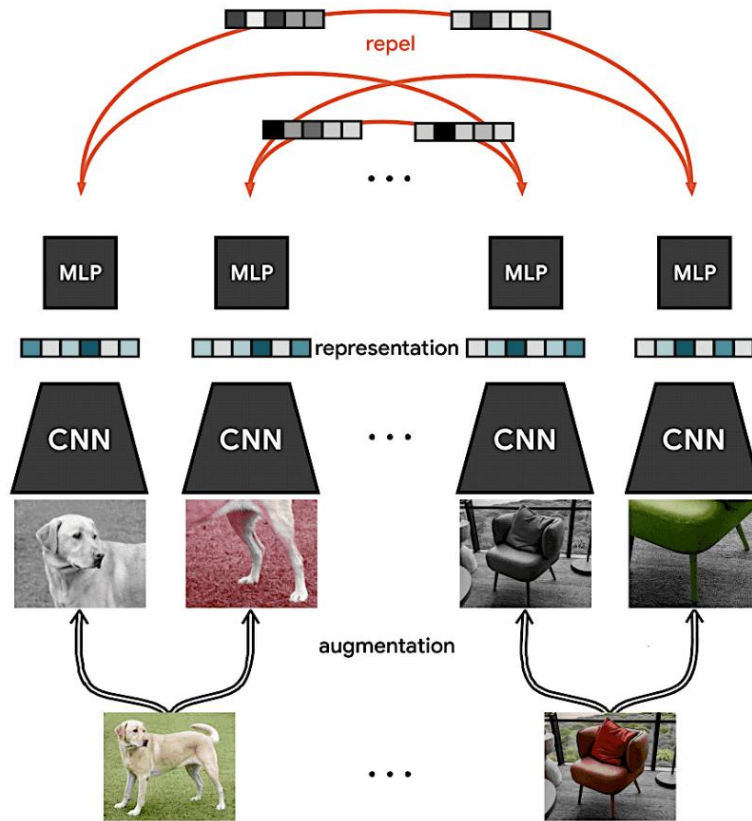 repel
...
MLP MLP MLP MLP
representation
CNN CNN ... CNN CNN
augmentation
...